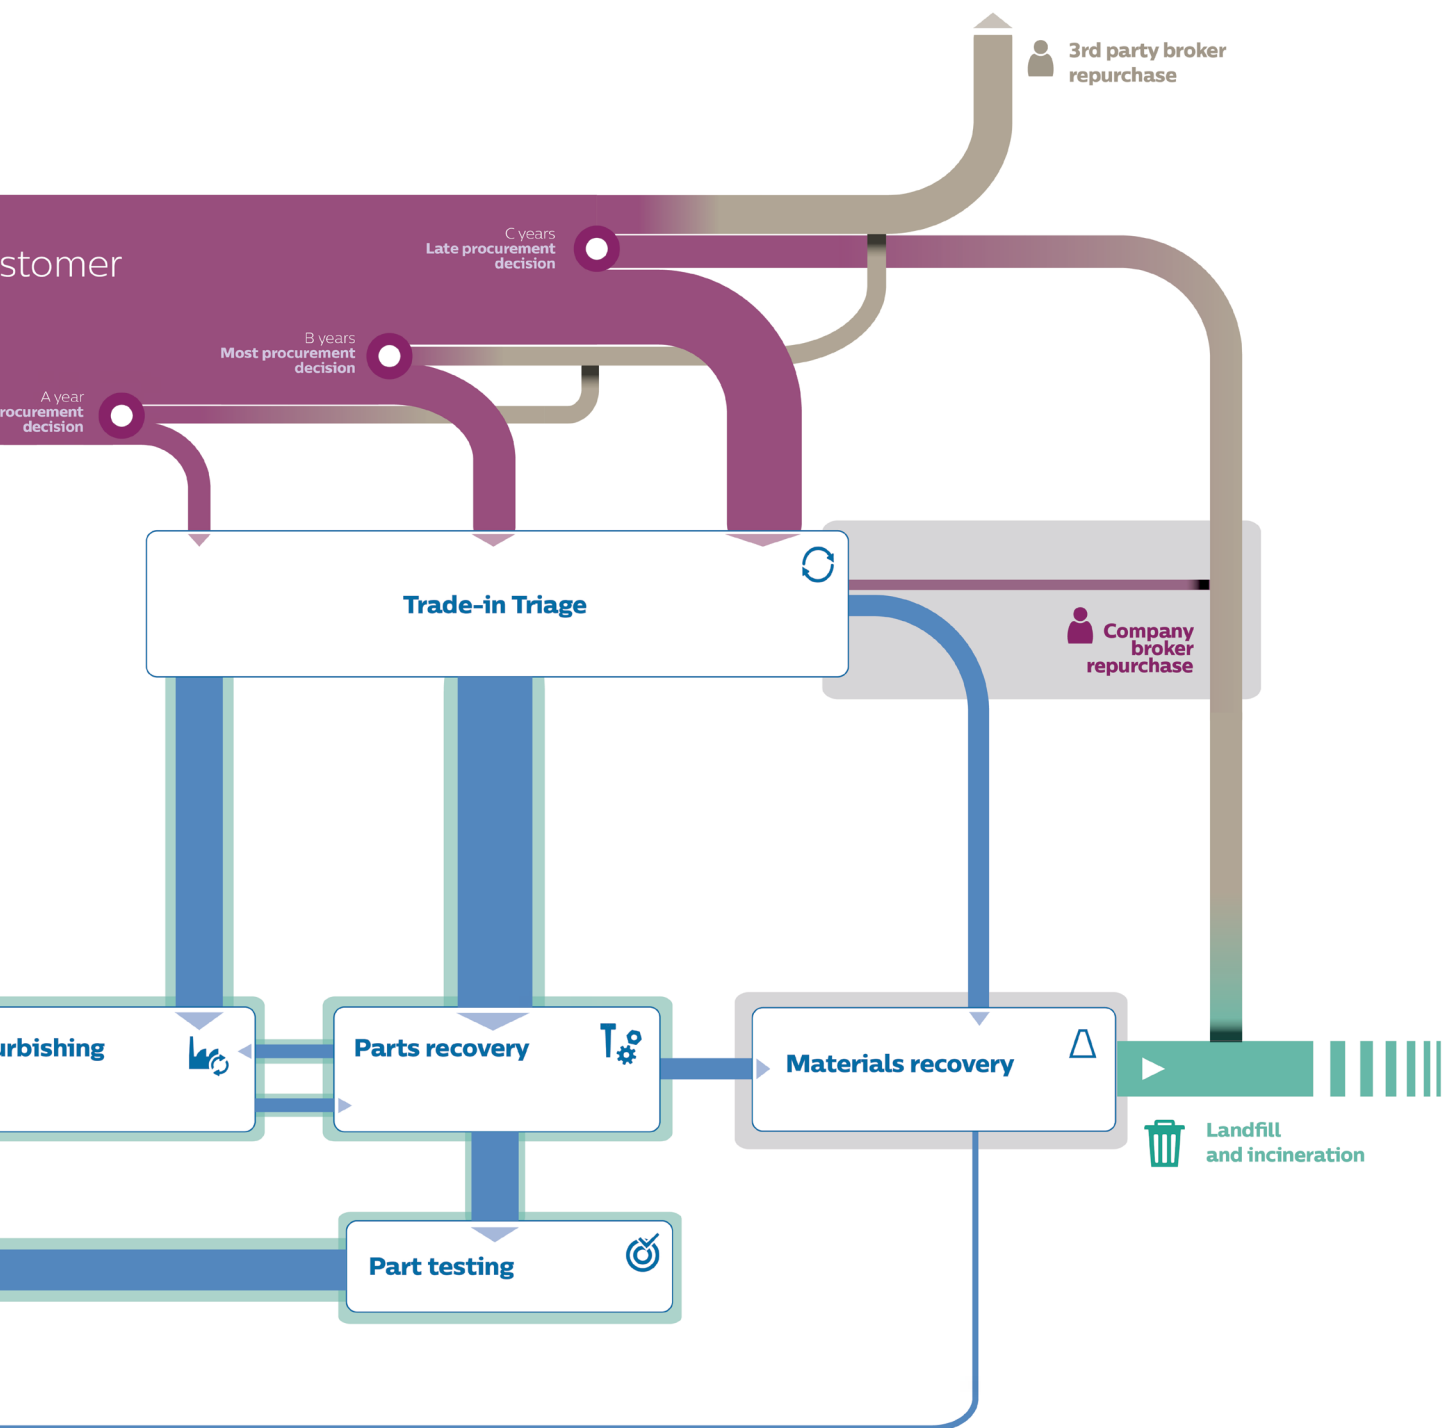 3rd party broker
repurchase
stomer
C years
Late procurement
decision
B years
Most procurement
decision
A year
rocurement
decision
Trade-in Triage
Company
broker
repurchase
urbishing
Parts recovery
Materials recovery
Landfill
and incineration
Part testing